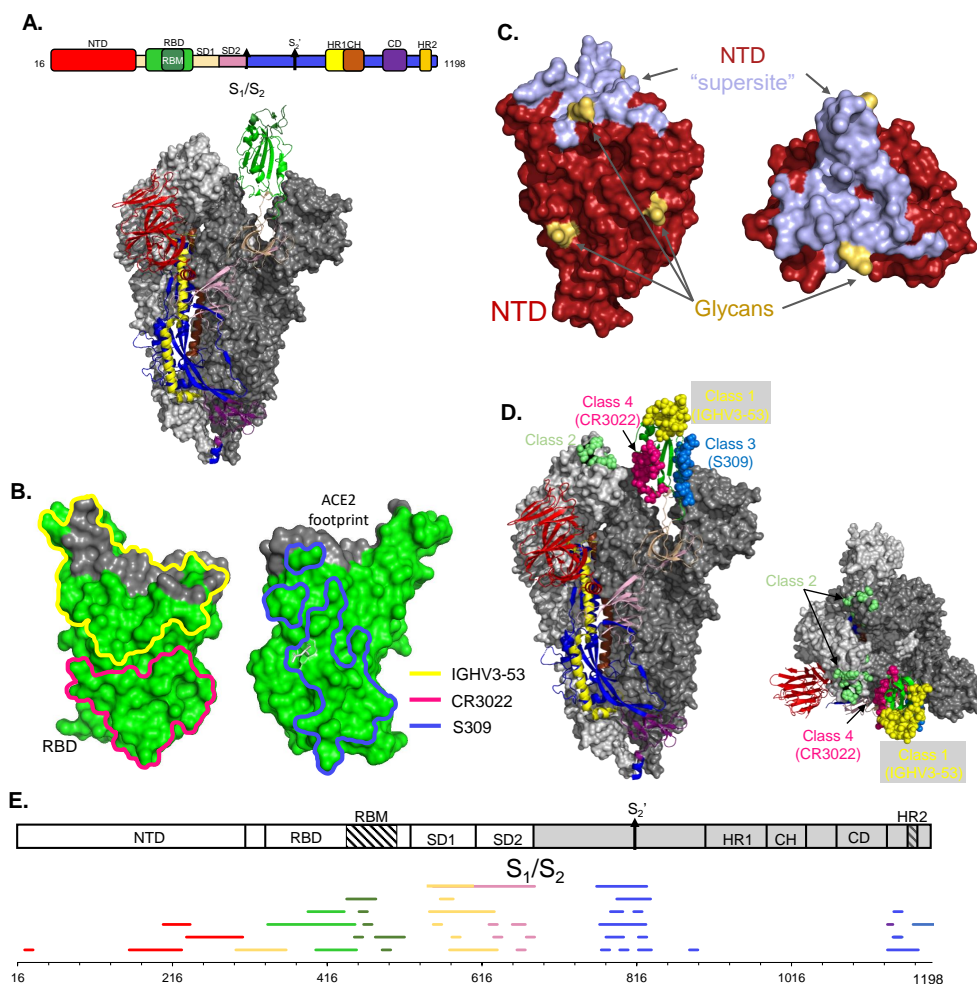 A.
NTD
RBD
RBM
SD1
SD2
S2'
HR1
CH
CD
HR2
16
1198
S1/S2
C.
NTD
“supersite”
NTD
Glycans
B.
ACE2
footprint
RBD
IGHV3-53
CR3022
S309
D.
Class 1
(IGHV3-53)
Class 4
(CR3022)
Class 2
Class 3
(S309)
Class 2
Class 4
(CR3022)
Class 1
(IGHV3-53)
E.
S2'
RBM
HR2
NTD
RBD
SD1
SD2
HR1
CH
CD
S1/S2
16
216
416
616
816
1016
1198